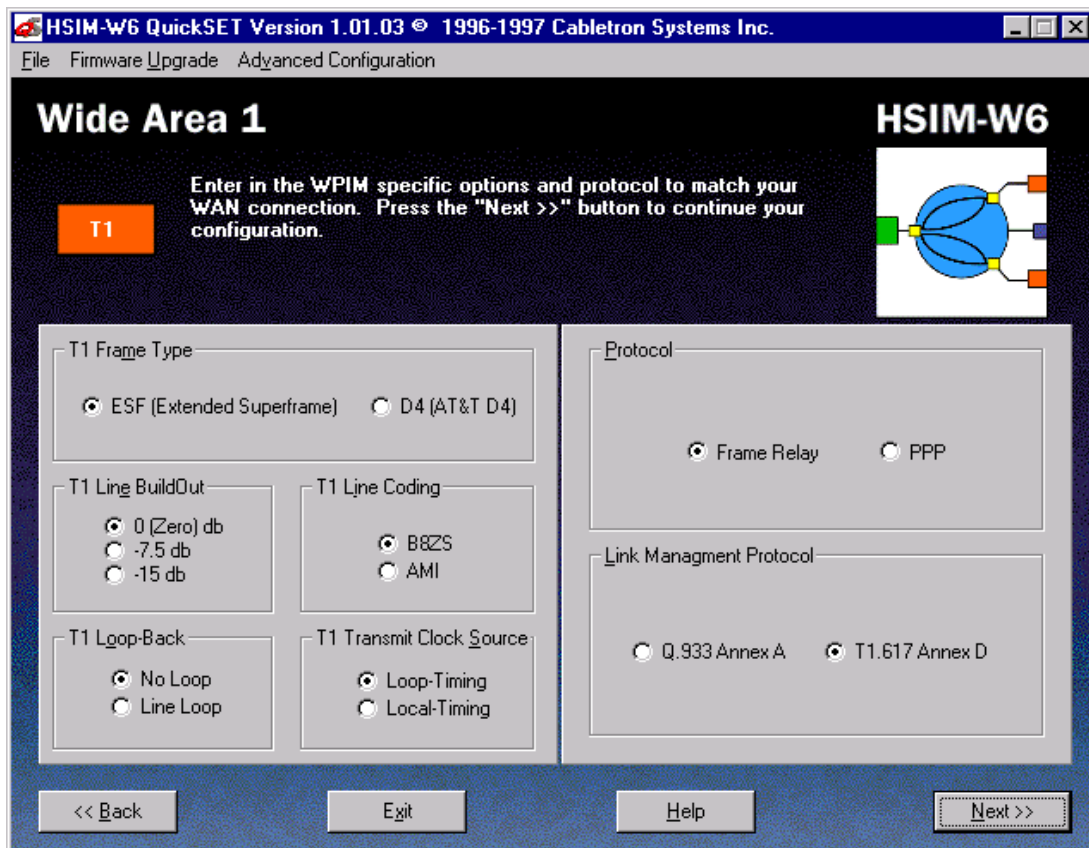 HSIM-W6 QuickSET Version 1.01.03 © 1996-1997 Cabletron Systems Inc.
File Firmware Upgrade Advanced Configuration
Wide Area 1
HSIM-W6
T1
Enter in the WPIM specific options and protocol to match your
WAN connection. Press the "Next >>" button to continue your
configuration.
T1 Frame Type
ESF (Extended Superframe) D4 (AT&T D4)
T1 Line BuildOut
0 (Zero) db
-7.5 db
-15 db
T1 Line Coding
B8ZS
AMI
T1 Loop-Back
No Loop
Line Loop
T1 Transmit Clock Source
Loop-Timing
Local-Timing
Protocol
Frame Relay PPP
Link Managment Protocol
Q.933 Annex A T1.617 Annex D
<< Back Exit Help Next >>